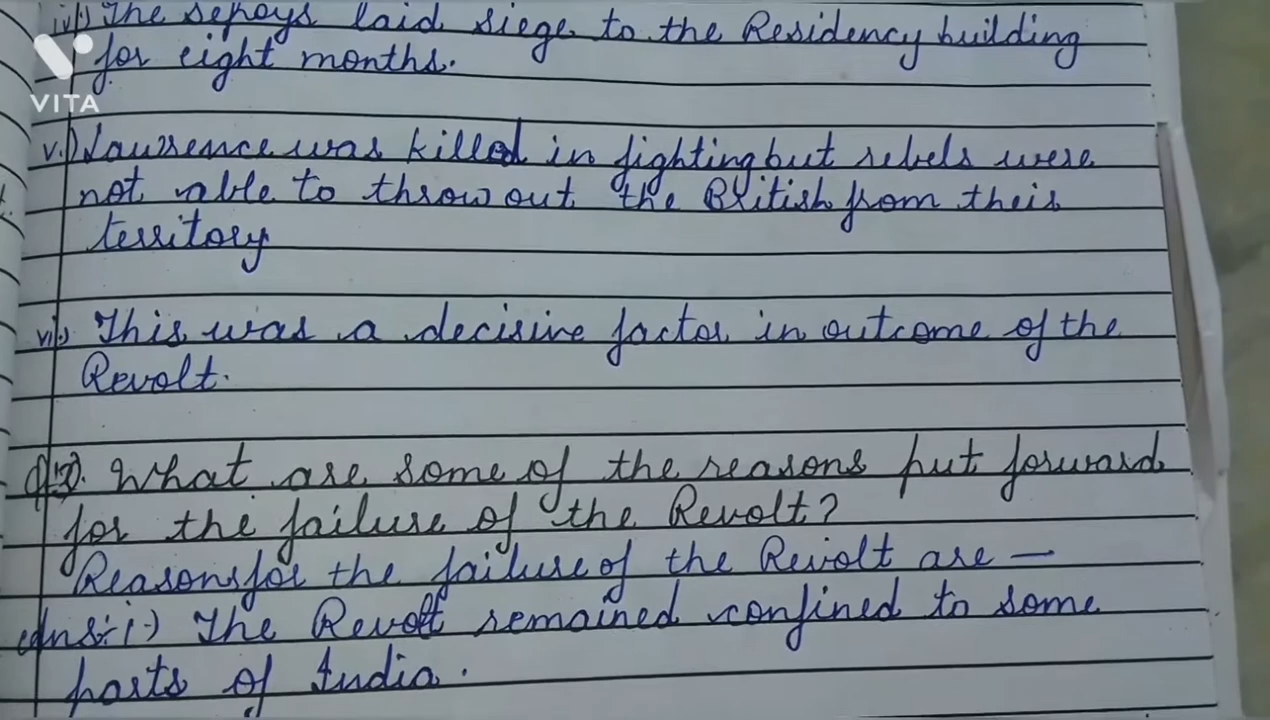 iv.) The sepoys laid siege to the Residency building
for eight months.
VITA
v.) Lawrence was killed in fighting but rebels were
not able to throw out the British from their
territory
vi.) This was a decisive factor in outcome of the
Revolt.
What are some of the reasons put forward
for the failure of the Revolt?
Reasons for the failure of the Revolt are —
Ans:- i.) The Revolt remained confined to some
parts of India.